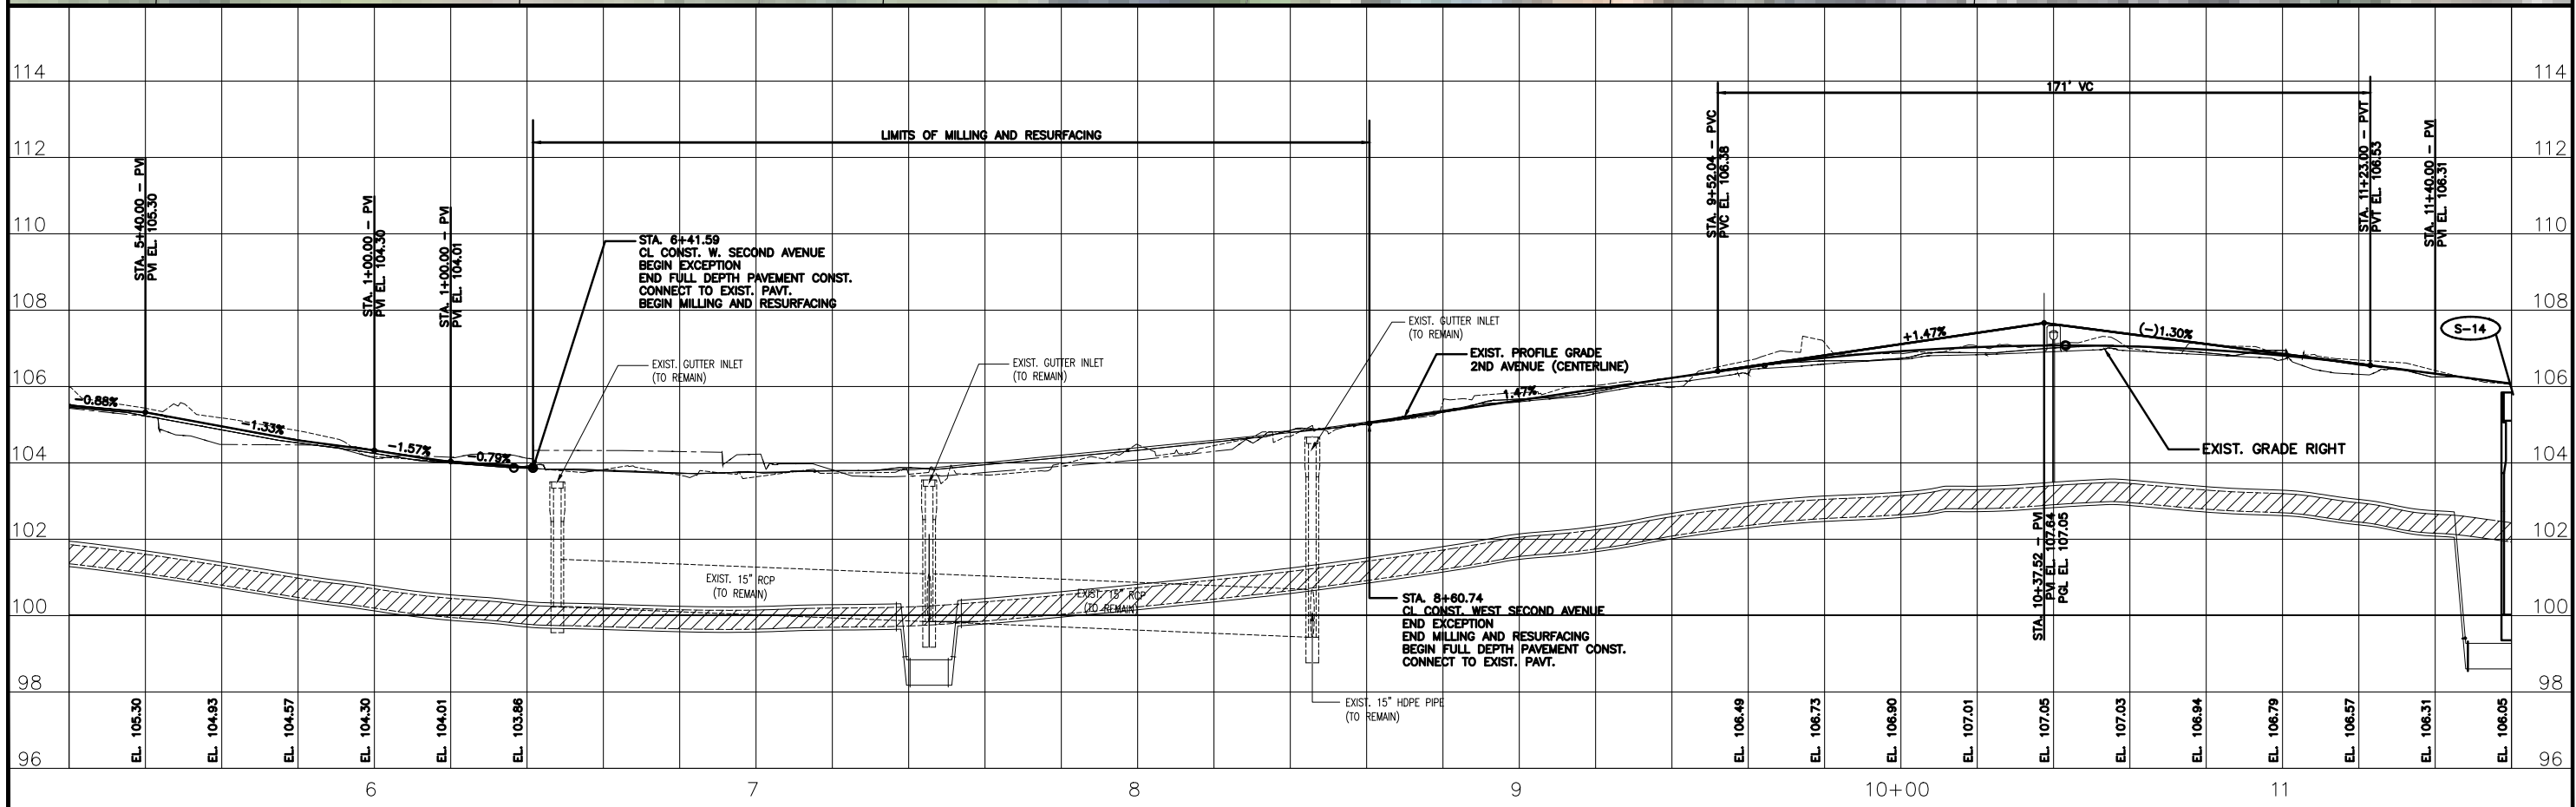 114
112
110
108
106
104
102
100
98
96
114
112
110
108
106
104
102
100
98
96
STA. 5+40.00 - PVI
PVI EL. 105.30
STA. 1+00.00 - PVI
PVI EL. 104.30
STA. 1+00.00 - PVI
PVI EL. 104.01
LIMITS OF MILLING AND RESURFACING
STA. 6+41.59
CL CONST. W. SECOND AVENUE
BEGIN EXCEPTION
END FULL DEPTH PAVEMENT CONST.
CONNECT TO EXIST. PAVT.
BEGIN MILLING AND RESURFACING
171' VC
STA. 9+52.04 - PVC
PVC EL. 106.38
STA. 11+23.00 - PVT
PVT EL. 106.53
STA. 11+40.00 - PVI
PVI EL. 106.31
S-14
EXIST. GUTTER INLET
(TO REMAIN)
EXIST. GUTTER INLET
(TO REMAIN)
EXIST. GUTTER INLET
(TO REMAIN)
EXIST. PROFILE GRADE
2ND AVENUE (CENTERLINE)
-0.88%
-1.33%
-1.57%
-0.79%
1.47%
+1.47%
(-)1.30%
EXIST. GRADE RIGHT
EXIST. 15" RCP
(TO REMAIN)
EXIST. 15" RCP
(TO REMAIN)
STA. 8+60.74
CL CONST. WEST SECOND AVENUE
END EXCEPTION
END MILLING AND RESURFACING
BEGIN FULL DEPTH PAVEMENT CONST.
CONNECT TO EXIST. PAVT.
STA. 10+37.52 - PVI
PVI EL. 107.64
PGL EL. 107.05
EXIST. 15" HDPE PIPE
(TO REMAIN)
EL. 105.30
EL. 104.93
EL. 104.57
EL. 104.30
EL. 104.01
EL. 103.86
EL. 106.49
EL. 106.73
EL. 106.90
EL. 107.01
EL. 107.05
EL. 107.03
EL. 106.94
EL. 106.79
EL. 106.57
EL. 106.31
EL. 106.05
6
7
8
9
10+00
11